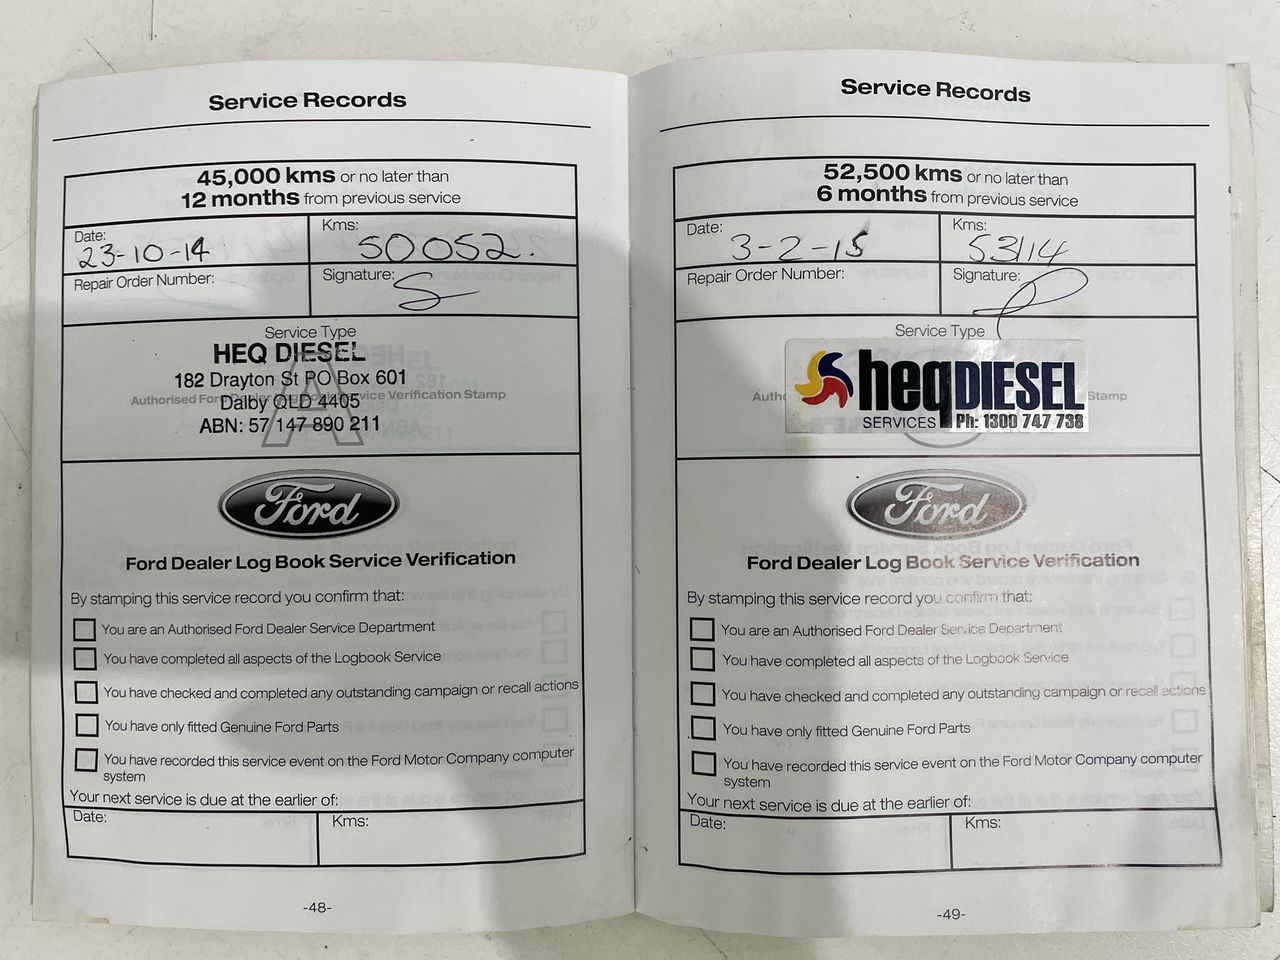 Service Records
45,000 kms or no later than
12 months from previous service
Date:
23-10-14
Kms:
50052.
Repair Order Number:
Signature:
Service Type
HEQ DIESEL
182 Drayton St PO Box 601
Authorised Ford Dealer Log Book Service Verification Stamp
Dalby QLD 4405
ABN: 57 147 890 211
A
Ford
Ford Dealer Log Book Service Verification
By stamping this service record you confirm that:
You are an Authorised Ford Dealer Service Department
You have completed all aspects of the Logbook Service
You have checked and completed any outstanding campaign or recall actions
You have only fitted Genuine Ford Parts
You have recorded this service event on the Ford Motor Company computer
system
Your next service is due at the earlier of:
Date:
Kms:
-48-
Service Records
52,500 kms or no later than
6 months from previous service
Date:
3-2-15
Kms:
53114
Repair Order Number:
Signature:
Service Type
heqDIESEL
Stamp
SERVICES Ph: 1300 747 738
Ford
Ford Dealer Log Book Service Verification
By stamping this service record you confirm that:
You are an Authorised Ford Dealer Service Department
You have completed all aspects of the Logbook Service
You have checked and completed any outstanding campaign or recall actions
You have only fitted Genuine Ford Parts
You have recorded this service event on the Ford Motor Company computer
system
Your next service is due at the earlier of:
Date:
Kms:
-49-